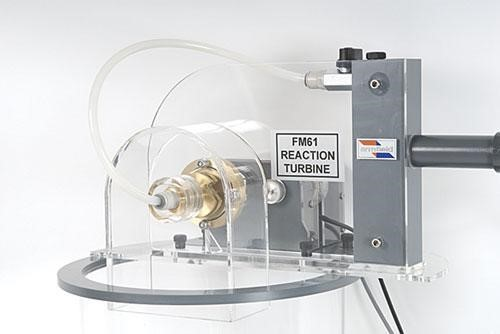 FM61
REACTION
TURBINE
armfield